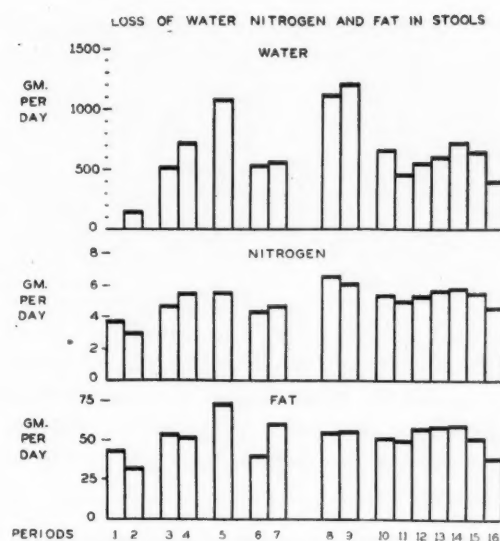 LOSS OF WATER NITROGEN AND FAT IN STOOLS
WATER
1500
GM.
PER
DAY
1000
500
0
NITROGEN
8
GM.
PER
DAY
6
4
2
0
FAT
75
GM.
PER
DAY
50
25
0
PERIODS 1 2 3 4 5 6 7 8 9 10 11 12 13 14 15 16